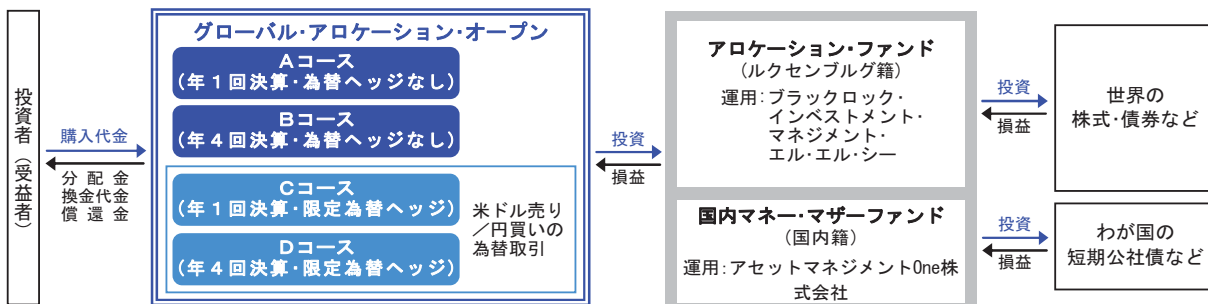 投資者（受益者）
購入代金
分配金
換金代金
償還金
グローバル・アロケーション・オープン
Aコース
（年１回決算・為替ヘッジなし）
Bコース
（年４回決算・為替ヘッジなし）
Cコース
（年１回決算・限定為替ヘッジ）
Dコース
（年４回決算・限定為替ヘッジ）
米ドル売り
／円買いの
為替取引
投資
損益
アロケーション・ファンド
（ルクセンブルグ籍）
運用：ブラックロック・
インベストメント・
マネジメント・
エル・エル・シー
国内マネー・マザーファンド
（国内籍）
運用：アセットマネジメントOne株
式会社
投資
損益
世界の
株式・債券など
投資
損益
わが国の
短期公社債など